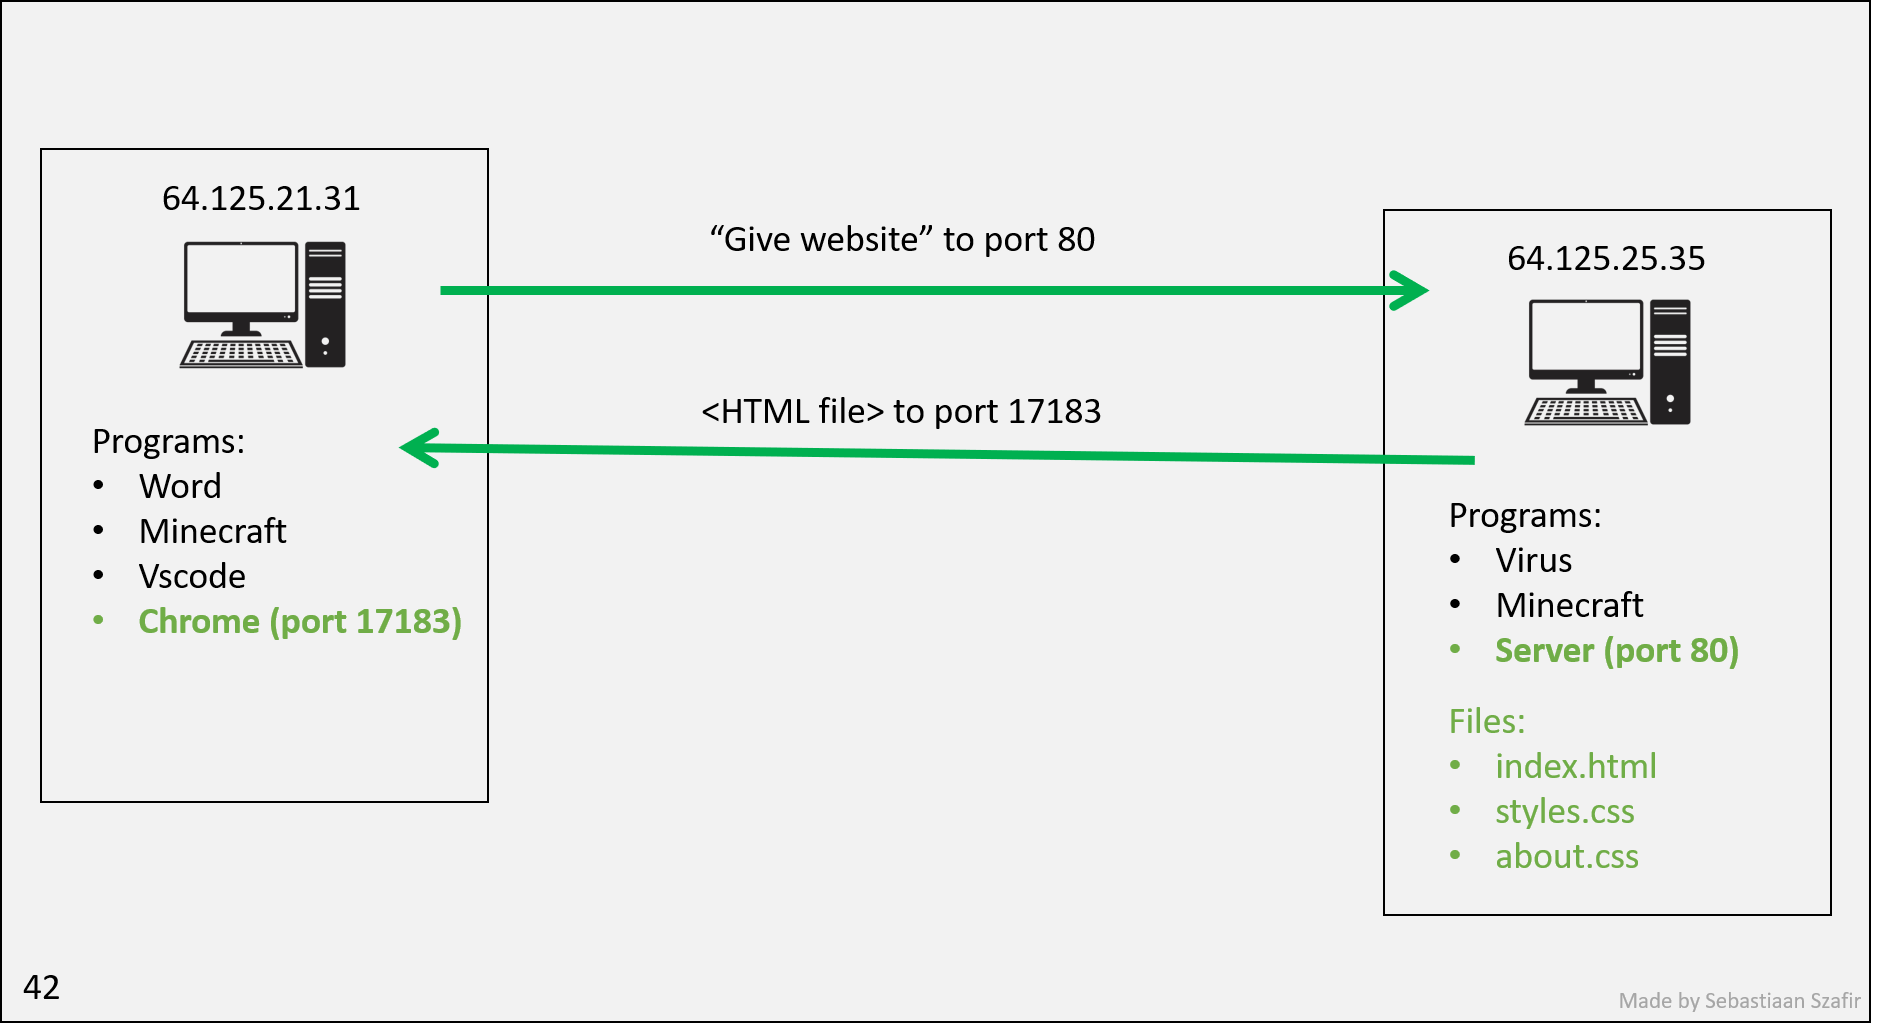 64.125.21.31
Programs:
• Word
• Minecraft
• Vscode
• Chrome (port 17183)
“Give website” to port 80
<HTML file> to port 17183
64.125.25.35
Programs:
• Virus
• Minecraft
• Server (port 80)
Files:
• index.html
• styles.css
• about.css
42
Made by Sebastiaan Szafir